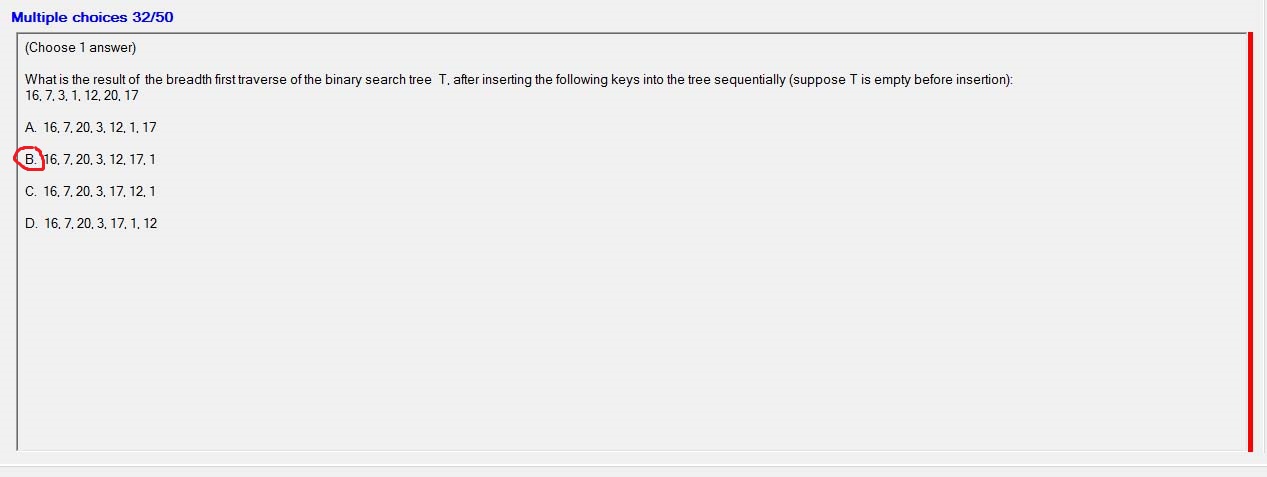 Multiple choices 32/50
(Choose 1 answer)
What is the result of the breadth first traverse of the binary search tree T, after inserting the following keys into the tree sequentially (suppose T is empty before insertion):
16, 7, 3, 1, 12, 20, 17
A. 16, 7, 20, 3, 12, 1, 17
B. 16, 7, 20, 3, 12, 17, 1
C. 16, 7, 20, 3, 17, 12, 1
D. 16, 7, 20, 3, 17, 1, 12